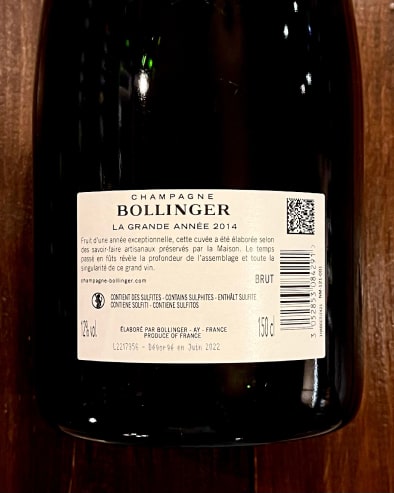 CHAMPAGNE
BOLLINGER
LA GRANDE ANNÉE 2014
Fruit d'une année exceptionnelle, cette cuvée a été élaborée selon
des savoir-faire artisanaux préservés par la Maison. Le temps
passé en fûts révèle la profondeur de l'assemblage et toute la
singularité de ce grand vin.
champagne-bollinger.com
BRUT
CONTIENT DES SULFITES - CONTAINS SULPHITES - ENTHÄLT SULFITE
CONTIENE SOLFITI - CONTIENE SULFITOS
12% vol.
ÉLABORÉ PAR BOLLINGER - AY - FRANCE
PRODUCE OF FRANCE
150 cl
L2217356 - Dégorgé en Juin 2022